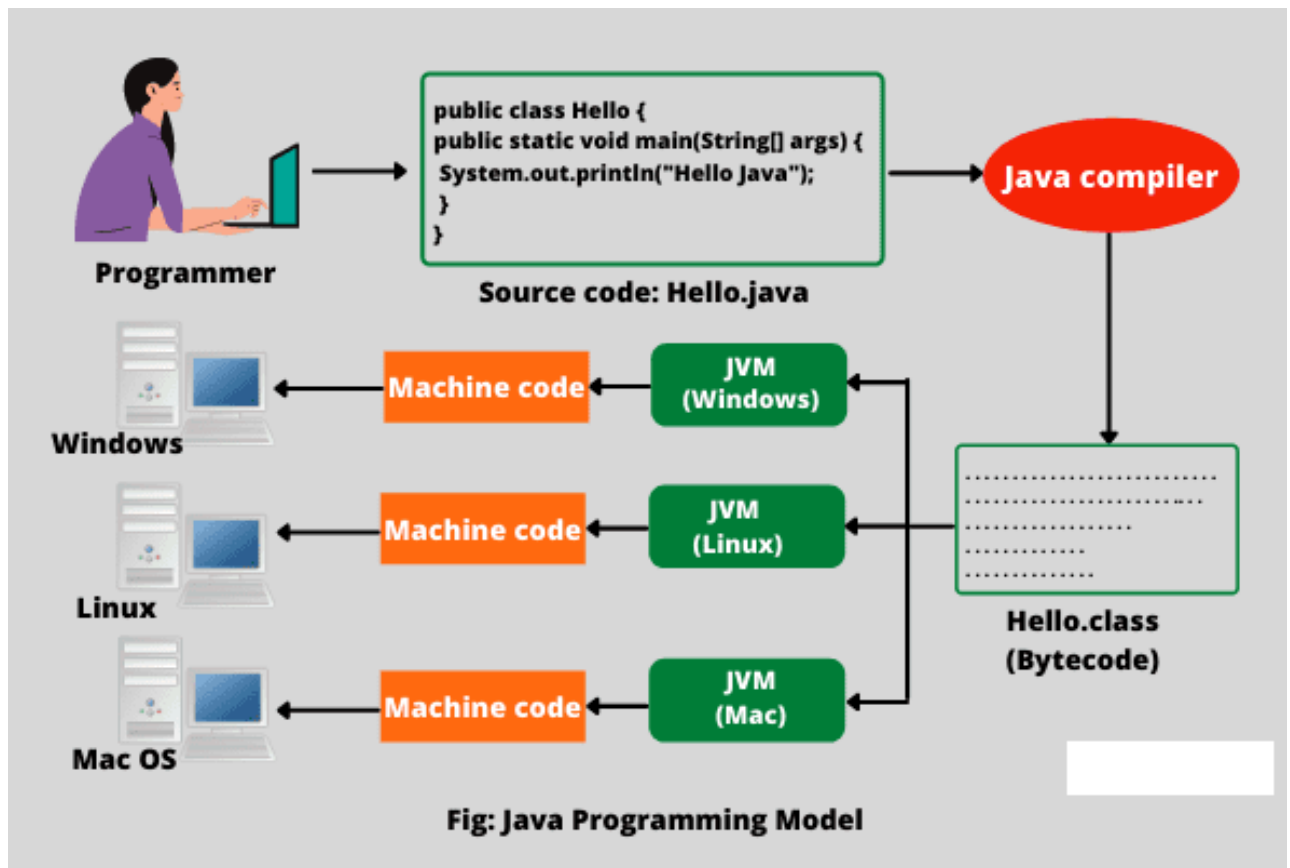 public class Hello {
public static void main(String[] args) {
System.out.println("Hello Java");
}
}
Java compiler
Programmer
Source code: Hello.java
Machine code
JVM
(Windows)
Windows
Machine code
JVM
(Linux)
Linux
Hello.class
(Bytecode)
Machine code
JVM
(Mac)
Mac OS
Fig: Java Programming Model